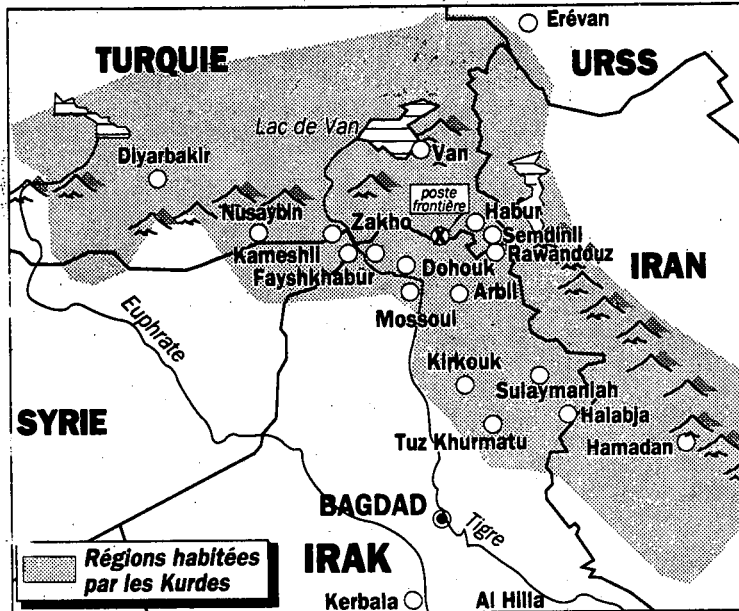 Erévan
TURQUIE
URSS
Lac de Van
Van
Diyarbakir
poste
frontière
Habur
Nusaybin
Zakho
Semdinli
Kameshli
Rawandouz
Fayshkhabur
Dohouk
IRAN
Arbil
Mossoul
Euphrate
Kirkouk
Sulaymaniah
SYRIE
Halabja
Tuz Khurmatu
Hamadan
BAGDAD
Tigre
Régions habitées
par les Kurdes
IRAK
Kerbala
Al Hilla
X